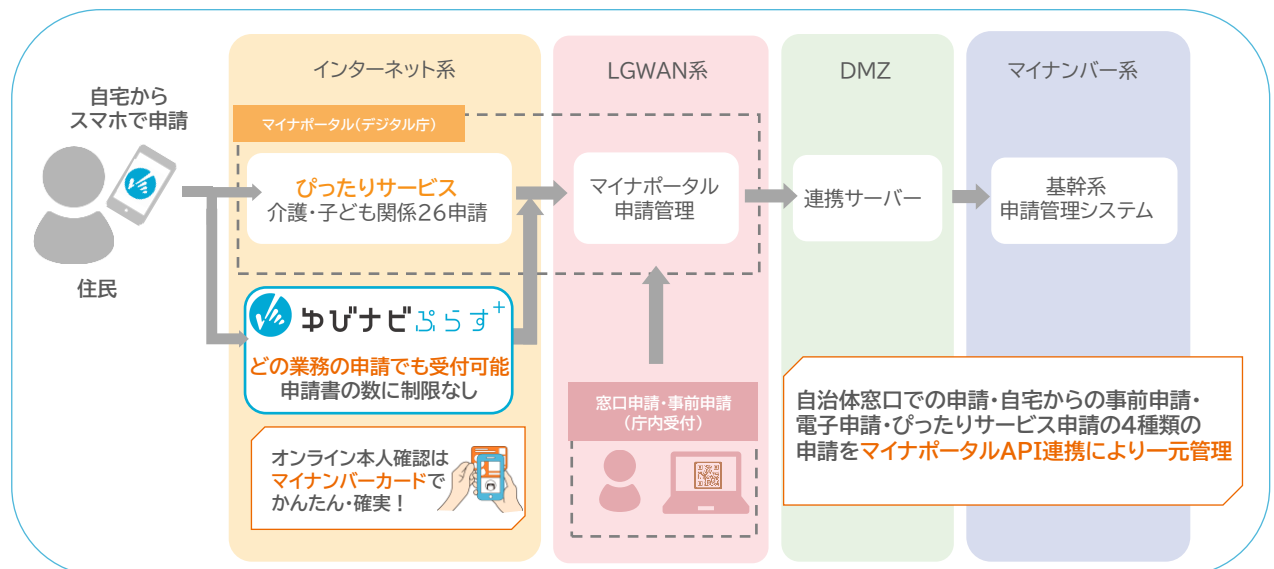 インターネット系
LGWAN系
DMZ
マイナンバー系
自宅から
スマホで申請
住民
マイナポータル(デジタル庁)
ぴったりサービス
介護・子ども関係26申請
マイナポータル
申請管理
連携サーバー
基幹系
申請管理システム
ゆびナビぷらす+
どの業務の申請でも受付可能
申請書の数に制限なし
オンライン本人確認は
マイナンバーカードで
かんたん・確実！
窓口申請・事前申請
(庁内受付)
自治体窓口での申請・自宅からの事前申請・
電子申請・ぴったりサービス申請の4種類の
申請をマイナポータルAPI連携により一元管理